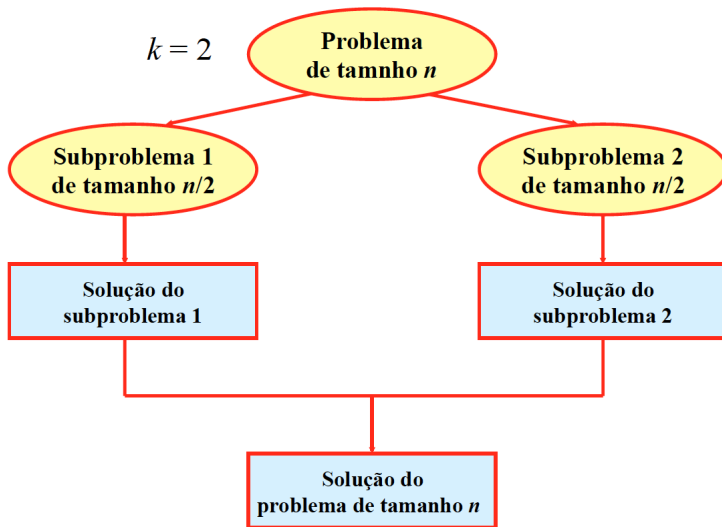 k = 2
Problema
de tamnho n
Subproblema 1
de tamanho n/2
Subproblema 2
de tamanho n/2
Solução do
subproblema 1
Solução do
subproblema 2
Solução do
problema de tamanho n